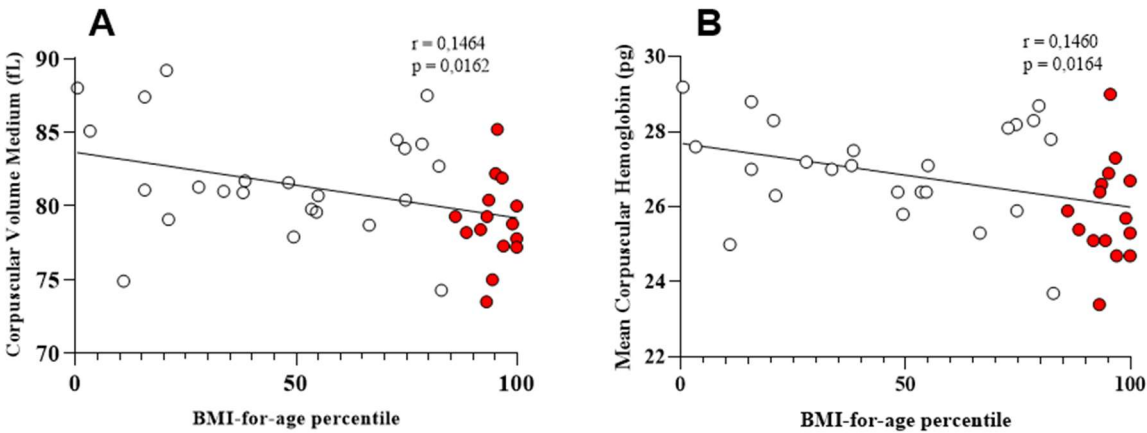 A
r = 0,1464
p = 0,0162
Corpuscular Volume Medium (fL)
90
85
80
75
70
0
50
100
BMI-for-age percentile
B
r = 0,1460
p = 0,0164
Mean Corpuscular Hemoglobin (pg)
30
28
26
24
22
0
50
100
BMI-for-age percentile